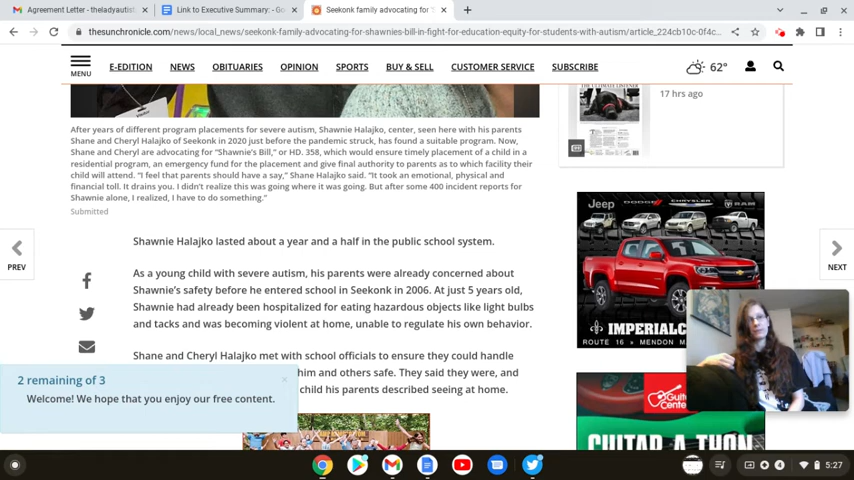 Agreement Letter - theladyautist
Link to Executive Summary: - Go
Seekonk family advocating for
thesunchronicle.com/news/local_news/seekonk-family-advocating-for-shawnies-bill-in-fight-for-education-equity-for-students-with-autism/article_224cb10c-0f4c...
MENU
E-EDITION NEWS OBITUARIES OPINION SPORTS BUY & SELL CUSTOMER SERVICE SUBSCRIBE
62°
17 hrs ago
After years of different program placements for severe autism, Shawnie Halajko, center, seen here with his parents
Shane and Cheryl Halajko of Seekonk in 2020 just before the pandemic struck, has found a suitable program. Now,
Shane and Cheryl are advocating for "Shawnie's Bill," or HD. 358, which would ensure timely placement of a child in a
residential program, an emergency fund for the placement and give final authority to parents as to which facility their
child will attend. "I feel that parents should have a say," Shane Halajko said. "It took an emotional, physical and
financial toll. It drains you. I didn't realize this was going where it was going. But after some 400 incident reports for
Shawnie alone, I realized, I have to do something."
Submitted
PREV
NEXT
Shawnie Halajko lasted about a year and a half in the public school system.
As a young child with severe autism, his parents were already concerned about
Shawnie's safety before he entered school in Seekonk in 2006. At just 5 years old,
Shawnie had already been hospitalized for eating hazardous objects like light bulbs
and tacks and was becoming violent at home, unable to regulate his own behavior.
Shane and Cheryl Halajko met with school officials to ensure they could handle
him and others safe. They said they were, and
child his parents described seeing at home.
2 remaining of 3
Welcome! We hope that you enjoy our free content.
Jeep DODGE CHRYSLER
IMPERIALC
ROUTE 16 MENDON M
Guitar
Center
GUITAR-A-THON
5:27